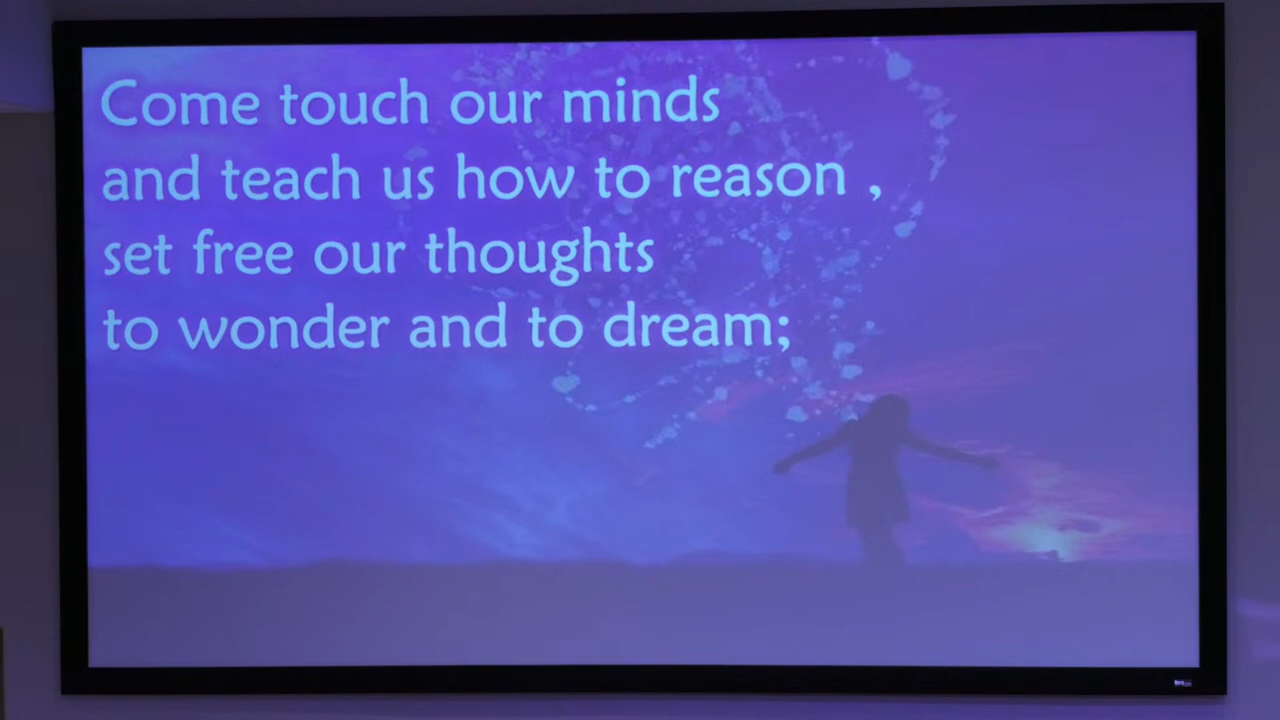 Come touch our minds
and teach us how to reason ,
set free our thoughts
to wonder and to dream;